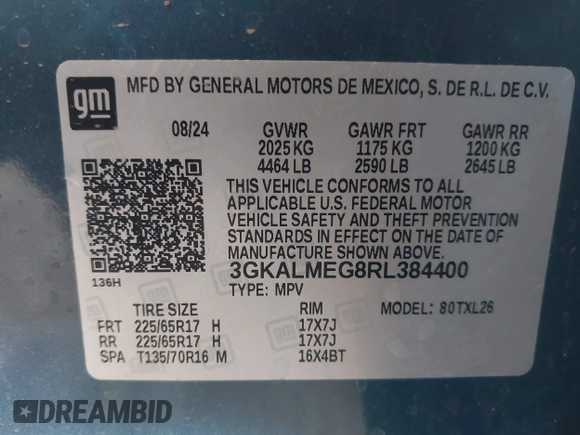 gm
MFD BY GENERAL MOTORS DE MEXICO, S. DE R.L. DE C.V.
08/24 GVWR GAWR FRT GAWR RR
2025 KG 1175 KG 1200 KG
4464 LB 2590 LB 2645 LB
THIS VEHICLE CONFORMS TO ALL
APPLICABLE U.S. FEDERAL MOTOR
VEHICLE SAFETY AND THEFT PREVENTION
STANDARDS IN EFFECT ON THE DATE OF
MANUFACTURE SHOWN ABOVE.
3GKALMEG8RL384400
136H
TYPE: MPV MODEL: 80TXL26
TIRE SIZE RIM
FRT 225/65R17 H 17X7J
RR 225/65R17 H 17X7J
SPA T135/70R16 M 16X4BT
DREAMBID